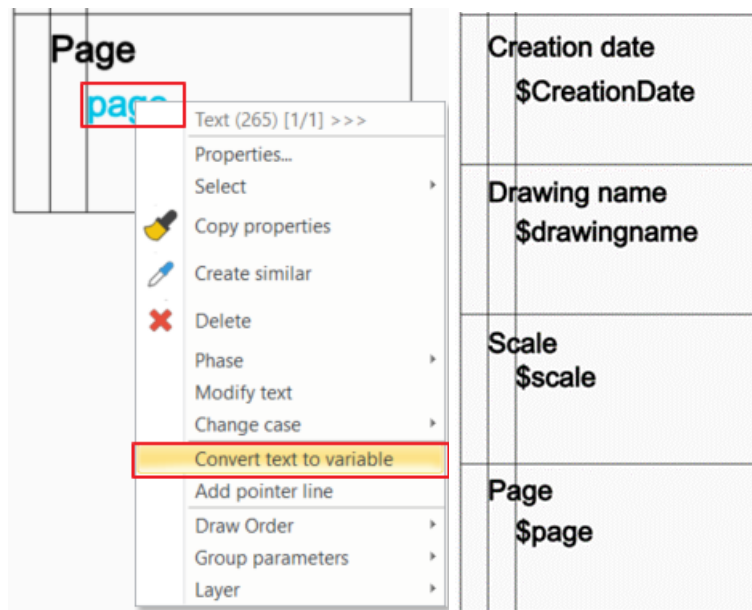 Page
page
Text (265) [1/1] >>>
Properties...
Select
Copy properties
Create similar
Delete
Phase
Modify text
Change case
Convert text to variable
Add pointer line
Draw Order
Group parameters
Layer
Creation date
$CreationDate
Drawing name
$drawingname
Scale
$scale
Page
$page